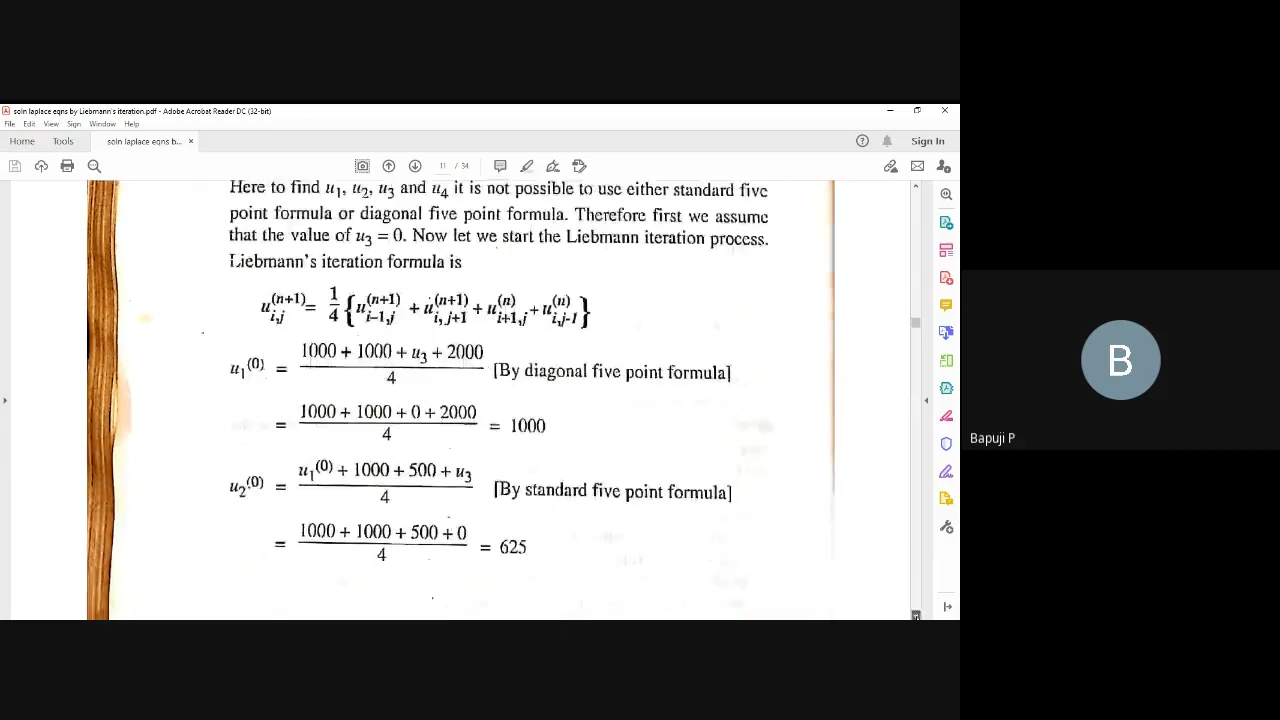 soln laplace eqns by Liebmann's iteration.pdf - Adobe Acrobat Reader DC (32-bit)
File Edit View Sign Window Help
Home Tools soln laplace eqns b... × Sign In
11 / 34
Here to find u₁, u₂, u₃ and u₄ it is not possible to use either standard five
point formula or diagonal five point formula. Therefore first we assume
that the value of u₃ = 0. Now let we start the Liebmann iteration process.
Liebmann's iteration formula is
u_{i,j}^{(n+1)} = 1/4 { u_{i-1,j}^{(n+1)} + u_{i,j+1}^{(n+1)} + u_{i+1,j}^{(n)} + u_{i,j-1}^{(n)} }
u₁⁽⁰⁾ = (1000 + 1000 + u₃ + 2000)/4 [By diagonal five point formula]
= (1000 + 1000 + 0 + 2000)/4 = 1000
u₂⁽⁰⁾ = (u₁⁽⁰⁾ + 1000 + 500 + u₃)/4 [By standard five point formula]
= (1000 + 1000 + 500 + 0)/4 = 625
B
Bapuji P